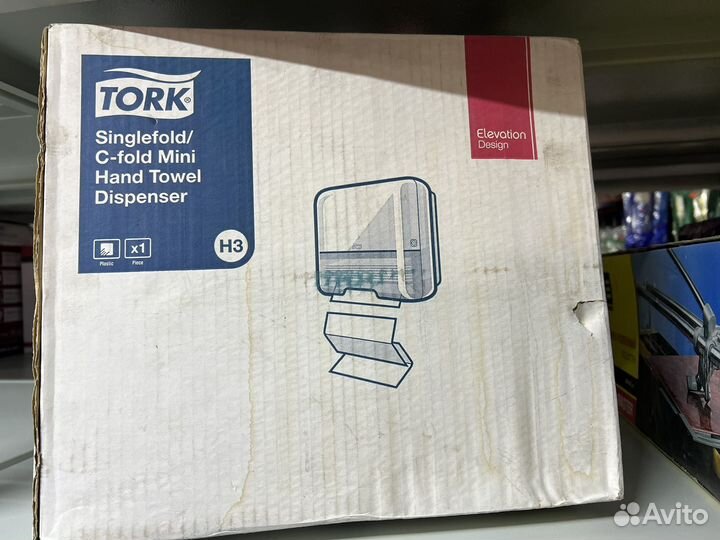 TORK®
Singlefold/
C-fold Mini
Hand Towel
Dispenser
x1
Plastic
Piece
H3
Elevation
Design
Avito